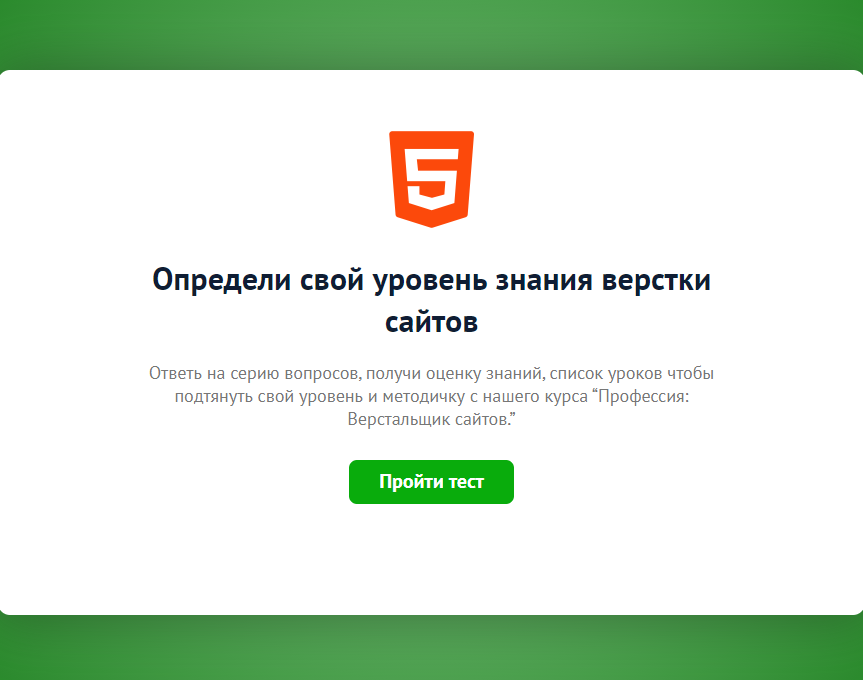 5
Определи свой уровень знания верстки
сайтов
Ответь на серию вопросов, получи оценку знаний, список уроков чтобы
подтянуть свой уровень и методичку с нашего курса “Профессия:
Верстальщик сайтов.”
Пройти тест